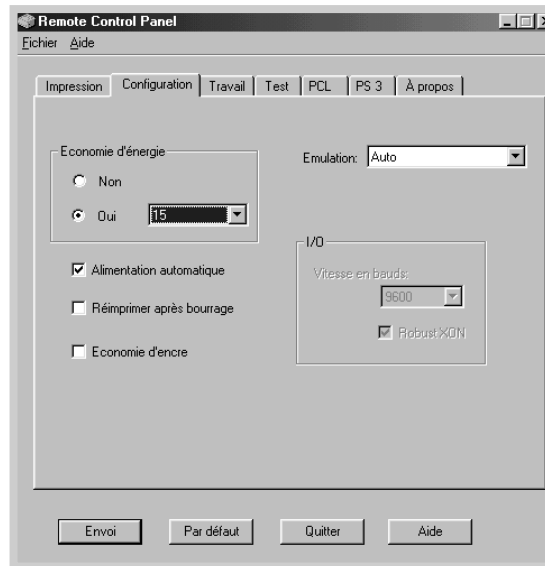 Remote Control Panel
Fichier Aide
Impression Configuration Travail Test PCL PS 3 À propos
Economie d'énergie
Non
Oui 15
Emulation: Auto
Alimentation automatique
Réimprimer après bourrage
Economie d'encre
I/O
Vitesse en bauds:
9600
Robust XON
Envoi Par défaut Quitter Aide